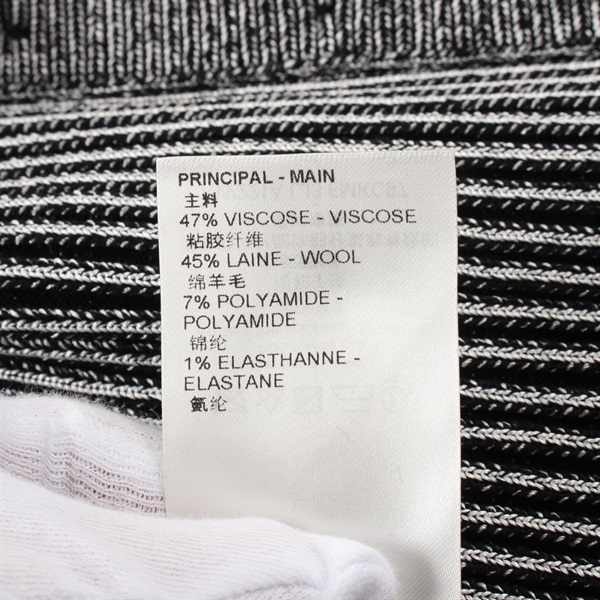 PRINCIPAL - MAIN
主料
47% VISCOSE - VISCOSE
粘胶纤维
45% LAINE - WOOL
绵羊毛
7% POLYAMIDE -
POLYAMIDE
锦纶
1% ELASTHANNE -
ELASTANE
氨纶